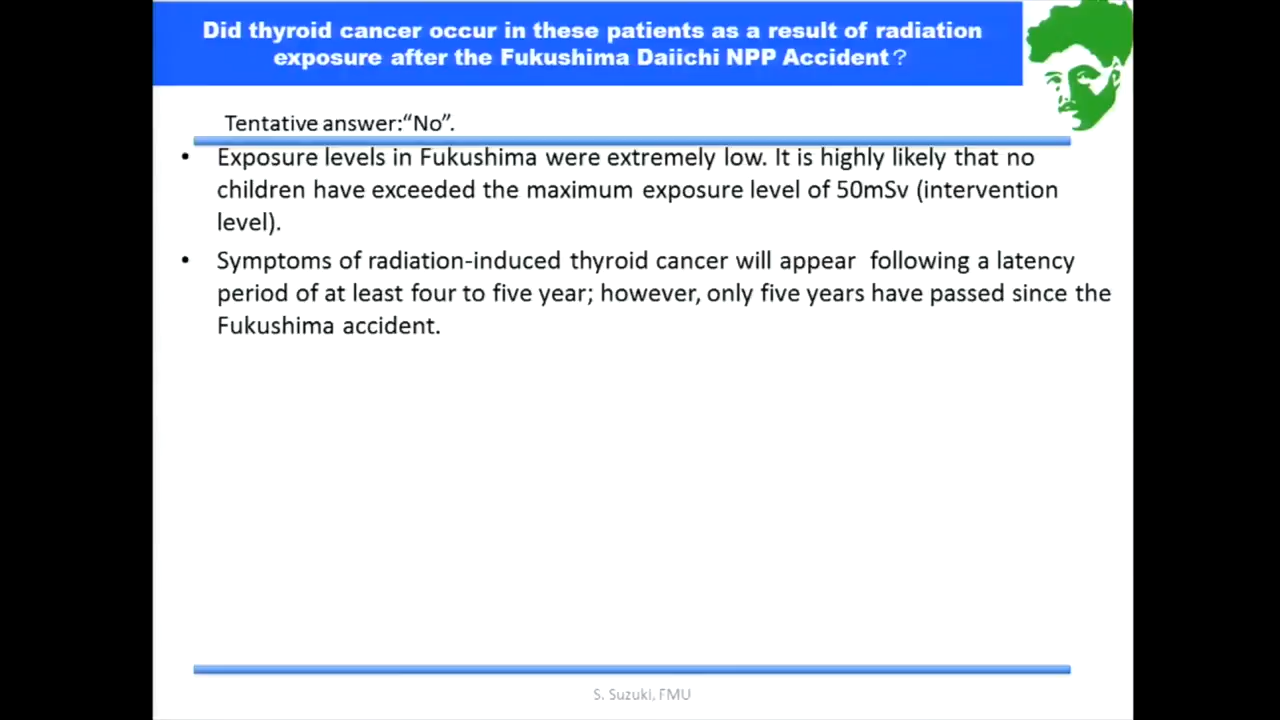 Did thyroid cancer occur in these patients as a result of radiation
exposure after the Fukushima Daiichi NPP Accident？
Tentative answer:“No”.
• Exposure levels in Fukushima were extremely low. It is highly likely that no
children have exceeded the maximum exposure level of 50mSv (intervention
level).
• Symptoms of radiation-induced thyroid cancer will appear  following a latency
period of at least four to five year; however, only five years have passed since the
Fukushima accident.
S. Suzuki, FMU